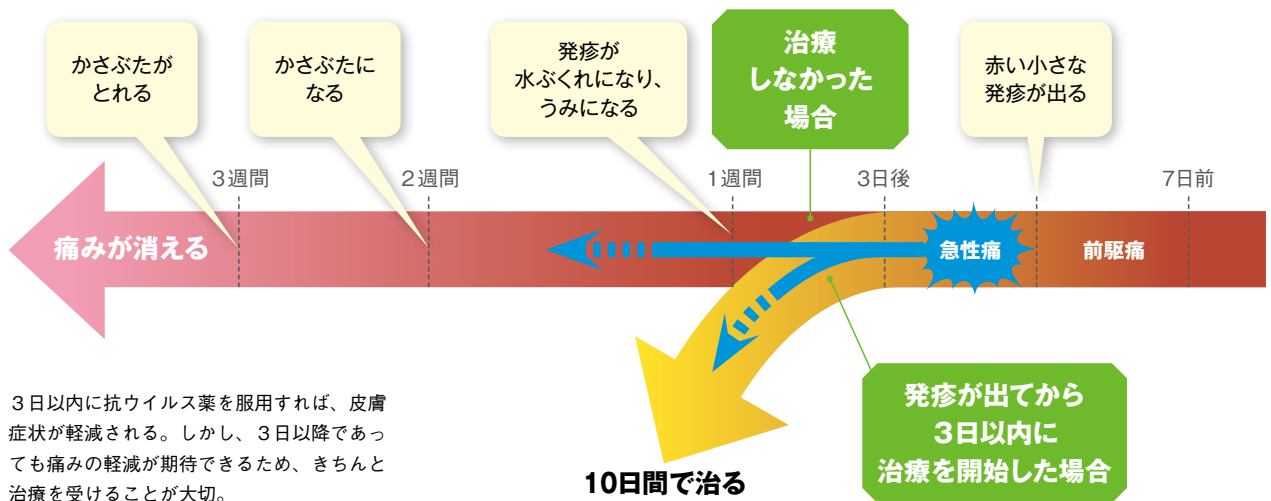 かさぶたが
とれる
かさぶたに
なる
発疹が
水ぶくれになり、
うみになる
治療
しなかった
場合
赤い小さな
発疹が出る
3週間
2週間
1週間
3日後
7日前
痛みが消える
急性痛
前駆痛
3日以内に抗ウイルス薬を服用すれば、皮膚
症状が軽減される。しかし、3日以降であっ
ても痛みの軽減が期待できるため、きちんと
治療を受けることが大切。
10日間で治る
発疹が出てから
3日以内に
治療を開始した場合